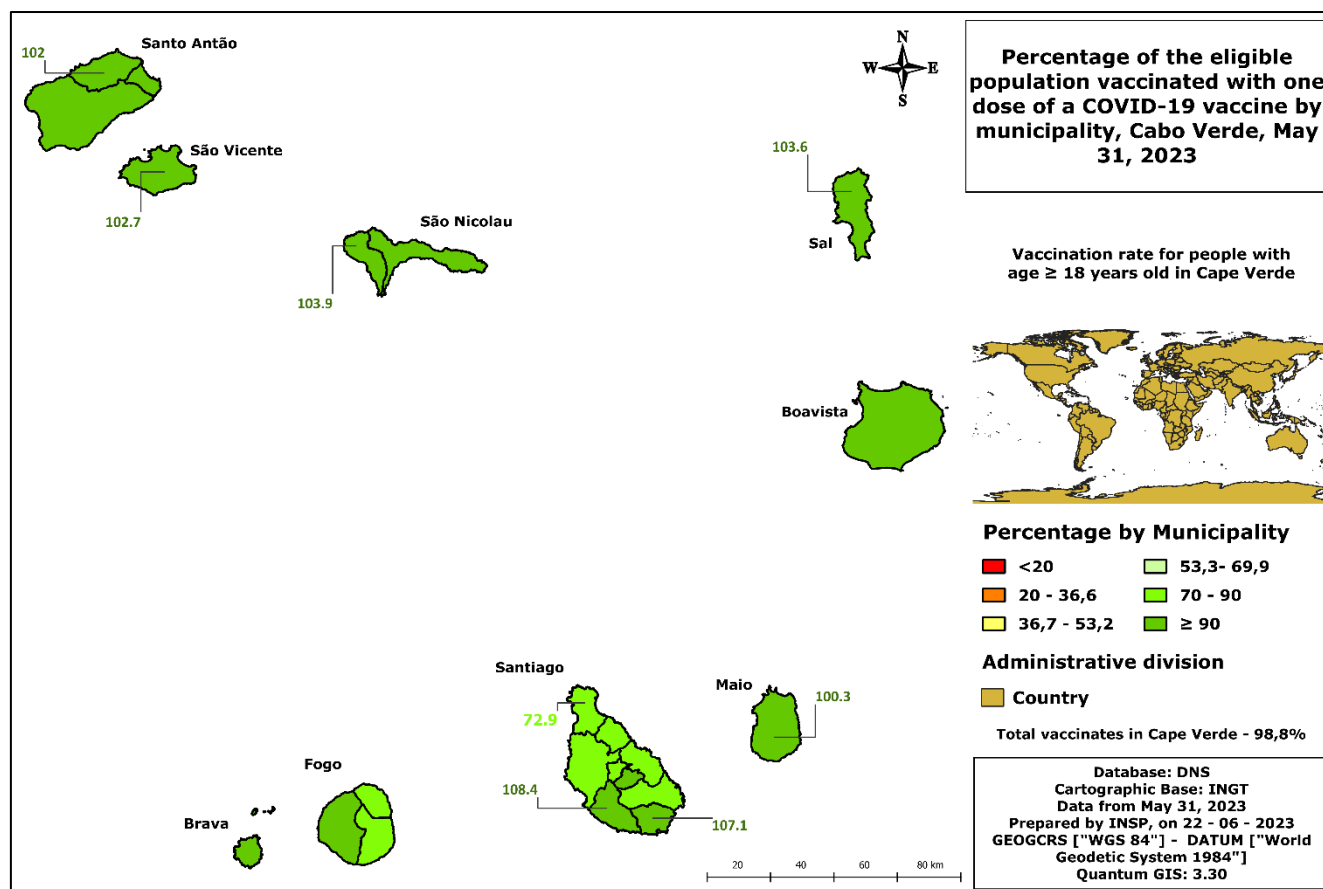 Santo Antão
102
São Vicente
102.7
São Nicolau
103.9
N
W E
S
103.6
Sal
Boavista
Santiago
72.9
108.4
107.1
Maio
100.3
Fogo
Brava
20 40 60 80 km
Percentage of the eligible
population vaccinated with one
dose of a COVID-19 vaccine by
municipality, Cabo Verde, May
31, 2023
Vaccination rate for people with
age ≥ 18 years old in Cape Verde
Percentage by Municipality
<20
20 - 36,6
36,7 - 53,2
53,3- 69,9
70 - 90
≥ 90
Administrative division
Country
Total vaccinates in Cape Verde - 98,8%
Database: DNS
Cartographic Base: INGT
Data from May 31, 2023
Prepared by INSP, on 22 - 06 - 2023
GEOGCRS ["WGS 84"] - DATUM ["World
Geodetic System 1984"]
Quantum GIS: 3.30